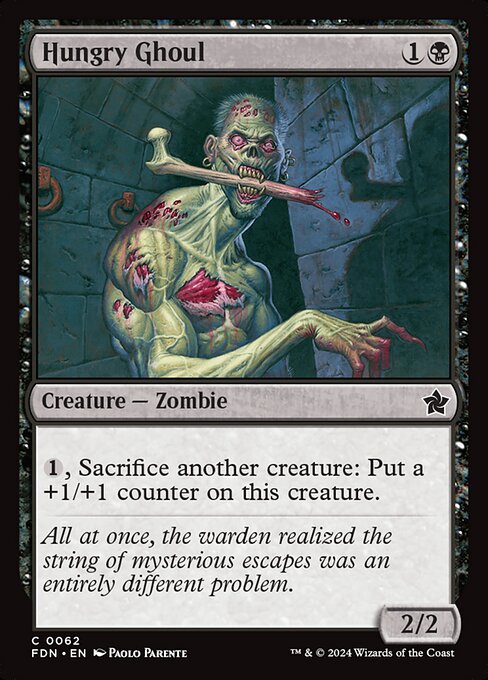 Hungry Ghoul 1
Creature — Zombie
1, Sacrifice another creature: Put a
+1/+1 counter on this creature.
All at once, the warden realized the
string of mysterious escapes was an
entirely different problem.
2/2
C 0062
FDN • EN Paolo Parente
™ & © 2024 Wizards of the Coast